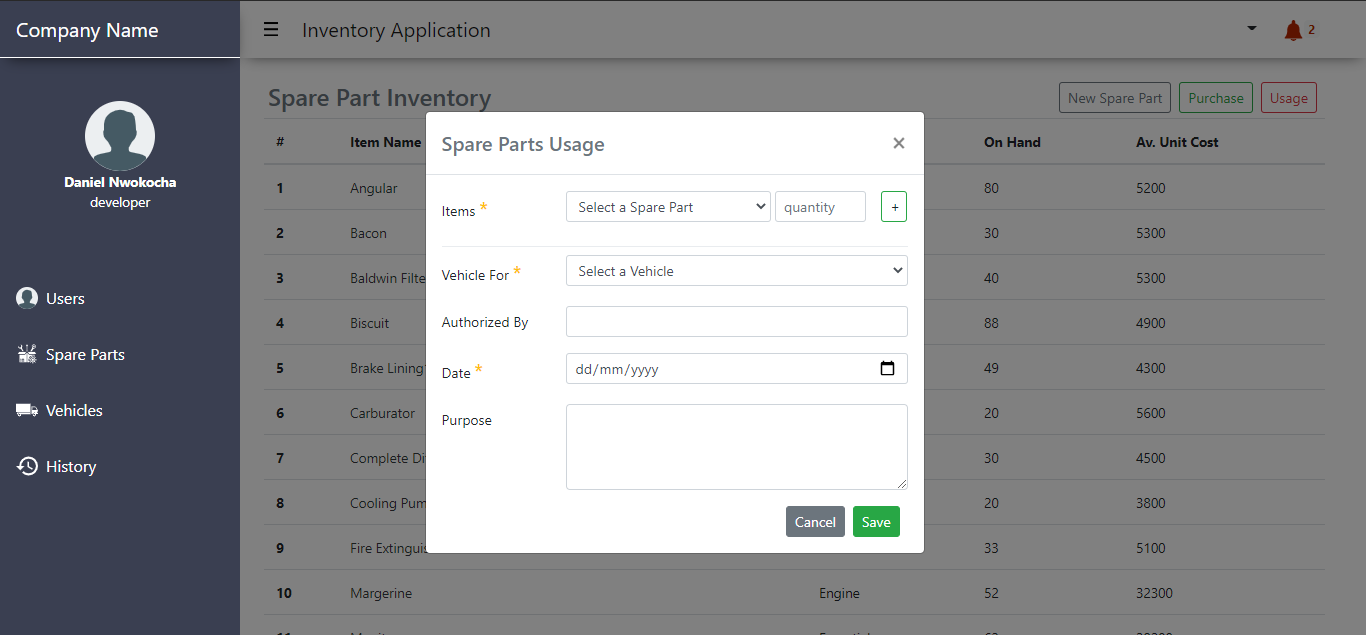 Company Name
☰ Inventory Application
2
Daniel Nwokocha
developer
Users
Spare Parts
Vehicles
History
Spare Part Inventory
New Spare Part Purchase Usage
# Item Name On Hand Av. Unit Cost
1 Angular 80 5200
2 Bacon 30 5300
3 Baldwin Filte 40 5300
4 Biscuit 88 4900
5 Brake Lining 49 4300
6 Carburator 20 5600
7 Complete Di 30 4500
8 Cooling Pum 20 3800
9 Fire Extinguis 33 5100
10 Margerine Engine 52 32300
Spare Parts Usage ×
Items * Select a Spare Part quantity +
Vehicle For * Select a Vehicle
Authorized By
Date * dd/mm/yyyy
Purpose
Cancel Save